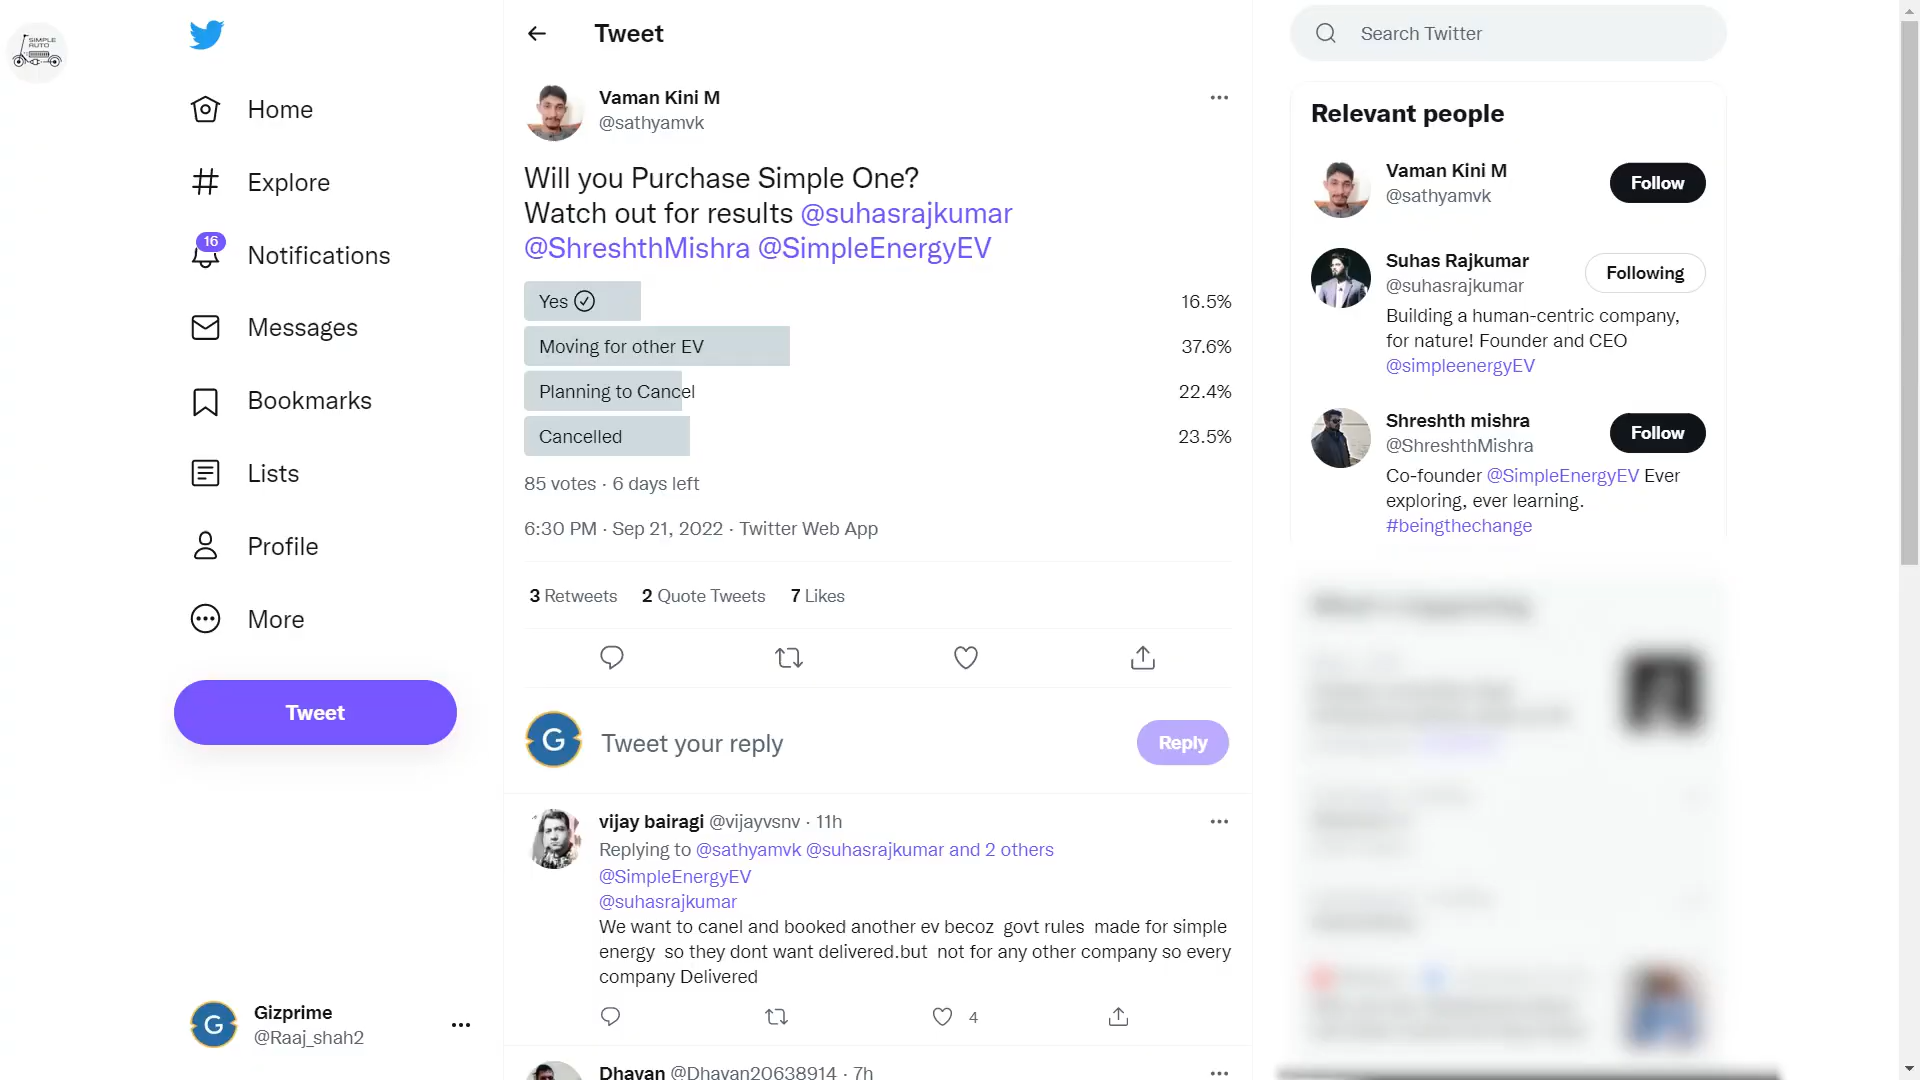 SIMPLE
AUTO
Home
Explore
16
Notifications
Messages
Bookmarks
Lists
Profile
More
Tweet
G
Gizprime
@Raaj_shah2
Tweet
Vaman Kini M
@sathyamvk
Will you Purchase Simple One?
Watch out for results @suhasrajkumar
@ShreshthMishra @SimpleEnergyEV
Yes 16.5%
Moving for other EV 37.6%
Planning to Cancel 22.4%
Cancelled 23.5%
85 votes · 6 days left
6:30 PM · Sep 21, 2022 · Twitter Web App
3 Retweets 2 Quote Tweets 7 Likes
G
Tweet your reply
Reply
vijay bairagi @vijayvsnv · 11h
Replying to @sathyamvk @suhasrajkumar and 2 others
@SimpleEnergyEV
@suhasrajkumar
We want to canel and booked another ev becoz govt rules made for simple
energy so they dont want delivered.but not for any other company so every
company Delivered
4
Dhavan @Dhavan20638914 · 7h
Search Twitter
Relevant people
Vaman Kini M
@sathyamvk
Follow
Suhas Rajkumar
@suhasrajkumar
Following
Building a human-centric company,
for nature! Founder and CEO
@simpleenergyEV
Shreshth mishra
@ShreshthMishra
Follow
Co-founder @SimpleEnergyEV Ever
exploring, ever learning.
#beingthechange